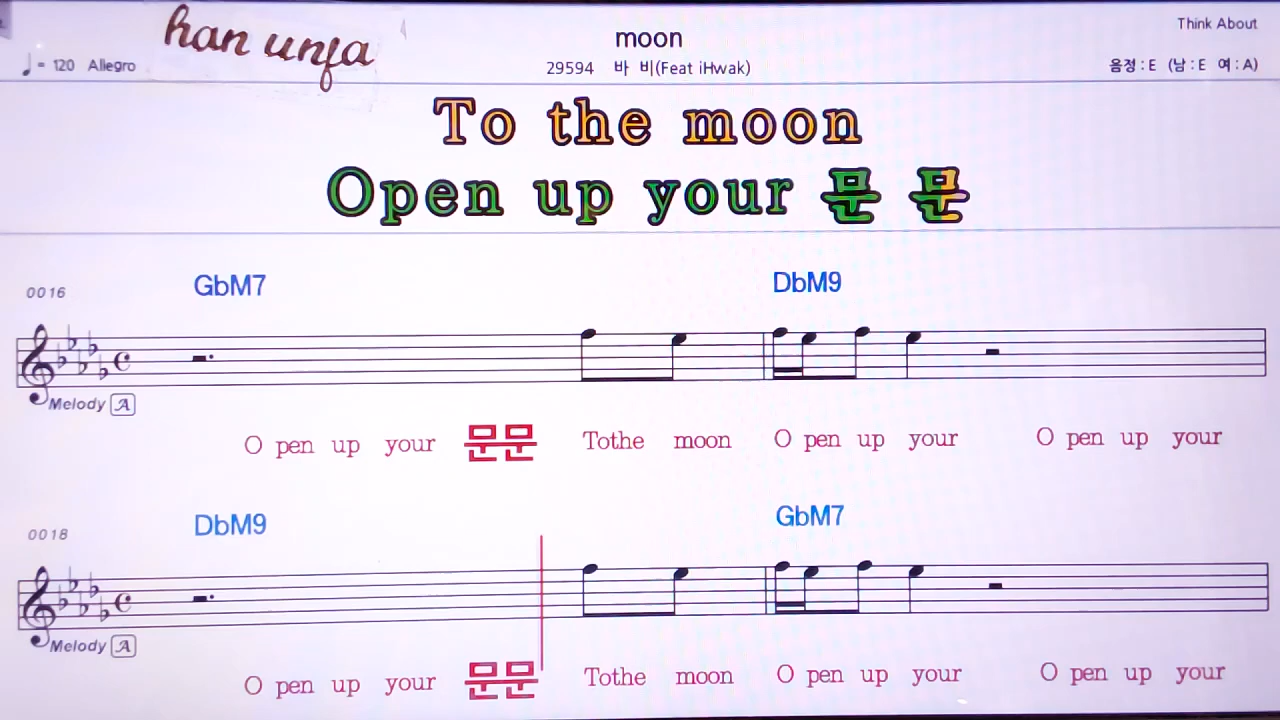 han unfa
moon
Think About
♩ = 120 Allegro
29594 바 비(Feat iHwak)
음정 : E (남 : E 여 : A)
To the moon
Open up your 문 문
0016 GbM7 DbM9
Melody A
O pen up your 문문 Tothe moon O pen up your O pen up your
0018 DbM9 GbM7
Melody A
O pen up your 문문 Tothe moon O pen up your O pen up your